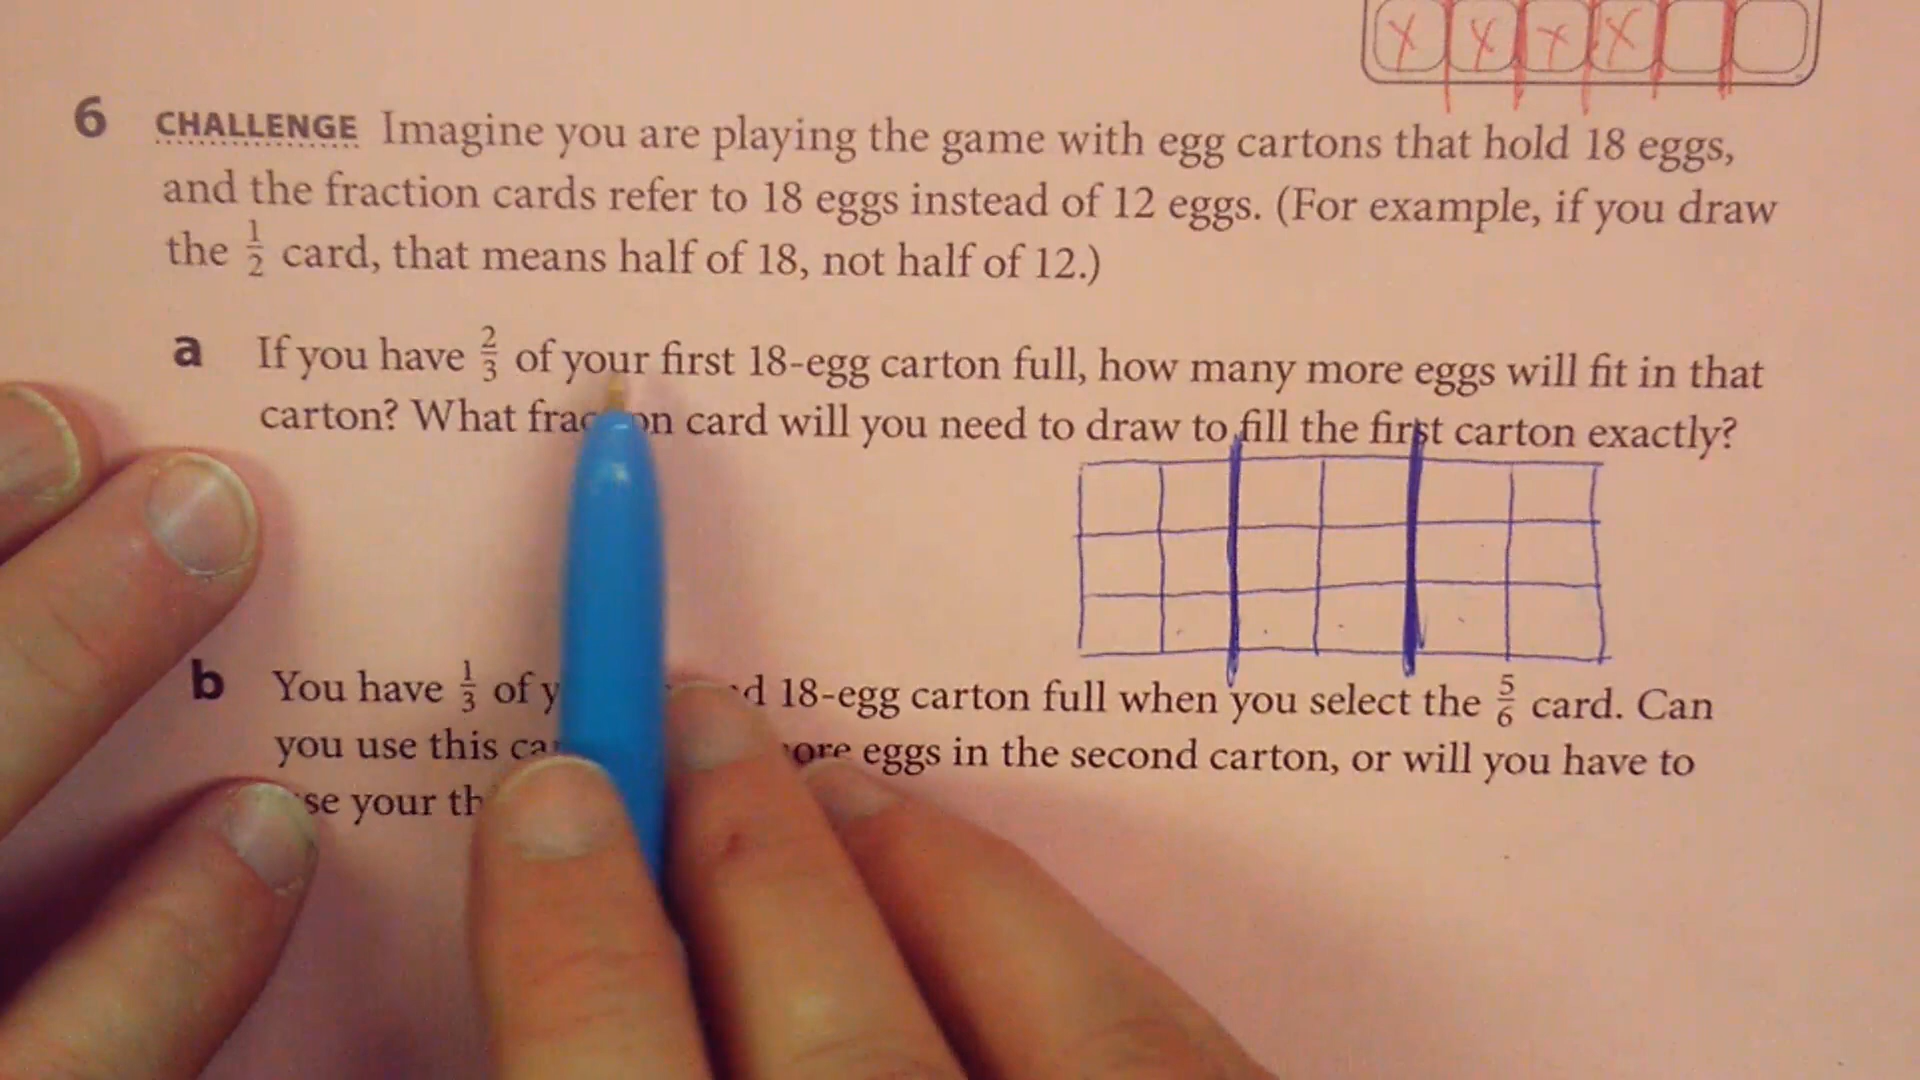 X X X X
6 CHALLENGE Imagine you are playing the game with egg cartons that hold 18 eggs,
and the fraction cards refer to 18 eggs instead of 12 eggs. (For example, if you draw
the 1/2 card, that means half of 18, not half of 12.)
a If you have 2/3 of your first 18-egg carton full, how many more eggs will fit in that
carton? What card will you need to draw to fill the first carton exactly?
b You have 1/3 of 18-egg carton full when you select the 5/6 card. Can
you use this eggs in the second carton, or will you have to
your